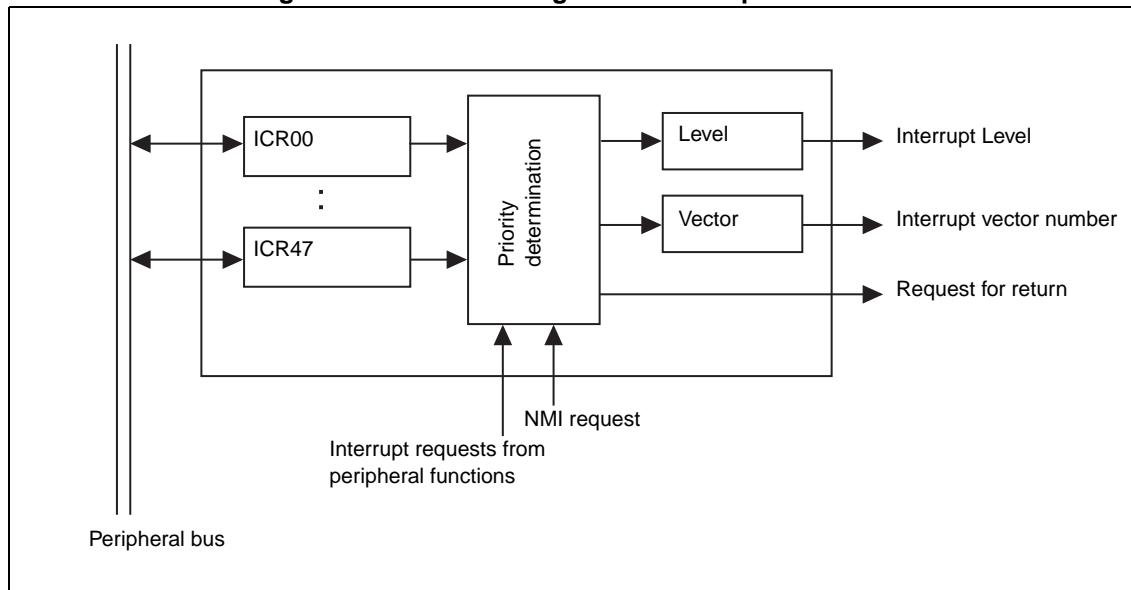 ICR00
:
ICR47
Priority
determination
Level
Vector
Interrupt Level
Interrupt vector number
Request for return
NMI request
Interrupt requests from
peripheral functions
Peripheral bus